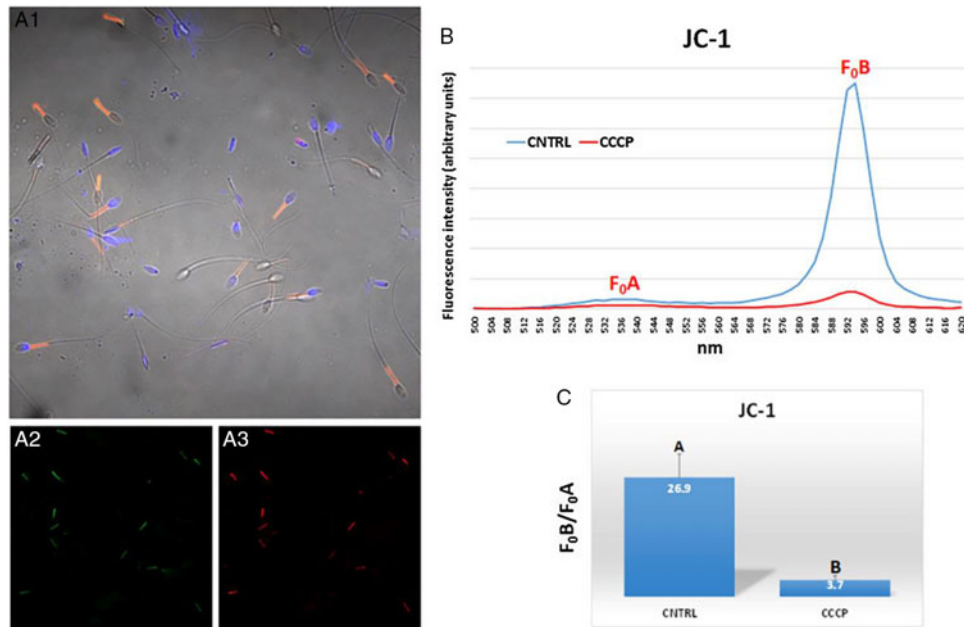 A1
A2
A3
B
JC-1
Fluorescence intensity (arbitrary units)
CNTRL CCCP
F₀A
F₀B
500 504 508 512 516 520 524 528 532 536 540 544 548 552 556 560 564 568 572 576 580 584 588 592 596 600 604 608 612 616 620
nm
C
JC-1
F₀B/F₀A
A
26.9
B
3.7
CNTRL CCCP